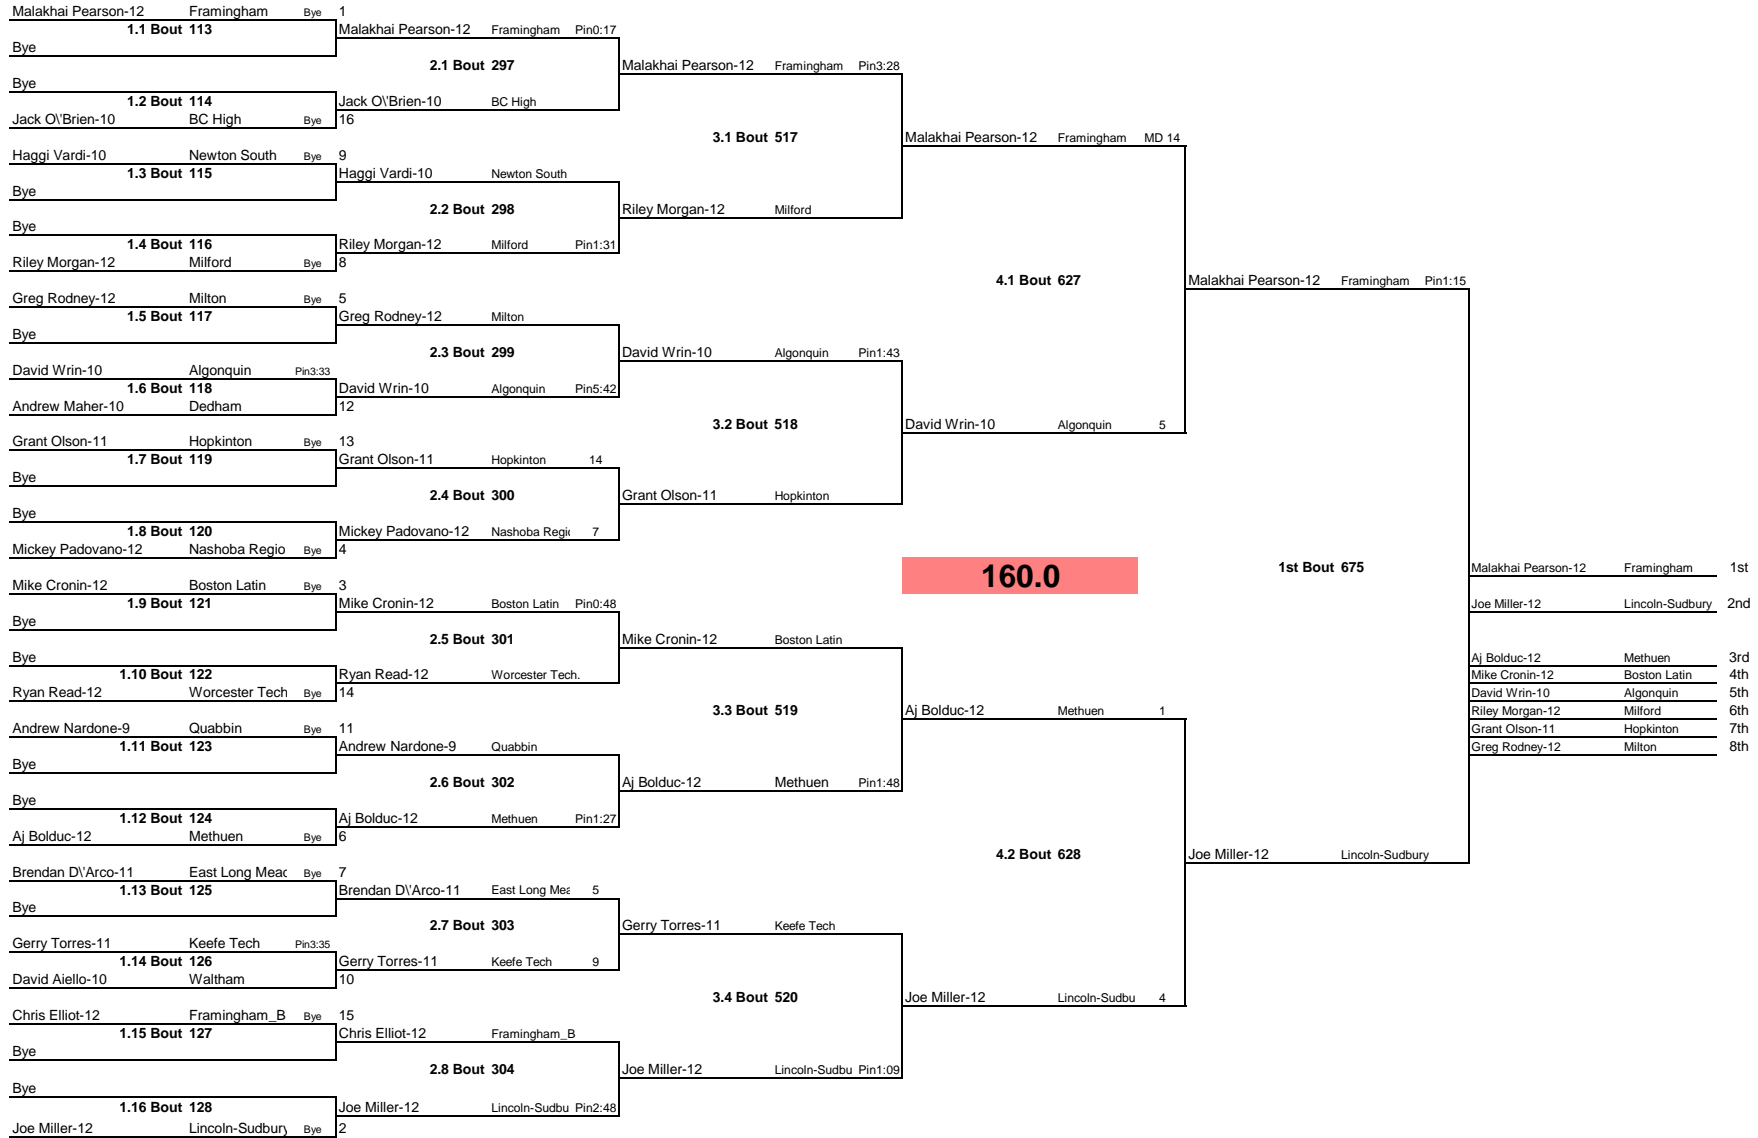 Malakhai Pearson-12 Framingham Bye 1
1.1 Bout 113
Malakhai Pearson-12 Framingham Pin0:17
Bye
2.1 Bout 297
Malakhai Pearson-12 Framingham Pin3:28
Bye
1.2 Bout 114
Jack O\'Brien-10 BC High
Jack O\'Brien-10 BC High Bye 16
3.1 Bout 517
Malakhai Pearson-12 Framingham MD 14
Haggi Vardi-10 Newton South Bye 9
1.3 Bout 115
Haggi Vardi-10 Newton South
Bye
2.2 Bout 298
Riley Morgan-12 Milford
Bye
1.4 Bout 116
Riley Morgan-12 Milford Pin1:31
Riley Morgan-12 Milford Bye 8
4.1 Bout 627
Malakhai Pearson-12 Framingham Pin1:15
Greg Rodney-12 Milton Bye 5
1.5 Bout 117
Greg Rodney-12 Milton
Bye
2.3 Bout 299
David Wrin-10 Algonquin Pin1:43
David Wrin-10 Algonquin Pin3:33
1.6 Bout 118
David Wrin-10 Algonquin Pin5:42
Andrew Maher-10 Dedham 12
3.2 Bout 518
David Wrin-10 Algonquin 5
Grant Olson-11 Hopkinton Bye 13
1.7 Bout 119
Grant Olson-11 Hopkinton 14
Bye
2.4 Bout 300
Grant Olson-11 Hopkinton
Bye
1.8 Bout 120
Mickey Padovano-12 Nashoba Regi 7
Mickey Padovano-12 Nashoba Regio Bye 4
160.0
1st Bout 675
Malakhai Pearson-12 Framingham 1st
Mike Cronin-12 Boston Latin Bye 3
1.9 Bout 121
Mike Cronin-12 Boston Latin Pin0:48
Joe Miller-12 Lincoln-Sudbury 2nd
Bye
2.5 Bout 301
Mike Cronin-12 Boston Latin
Bye
Aj Bolduc-12 Methuen 3rd
1.10 Bout 122
Ryan Read-12 Worcester Tech.
Mike Cronin-12 Boston Latin 4th
Ryan Read-12 Worcester Tech Bye 14
David Wrin-10 Algonquin 5th
3.3 Bout 519
Aj Bolduc-12 Methuen 1
Riley Morgan-12 Milford 6th
Andrew Nardone-9 Quabbin Bye 11
Grant Olson-11 Hopkinton 7th
1.11 Bout 123
Andrew Nardone-9 Quabbin
Greg Rodney-12 Milton 8th
Bye
2.6 Bout 302
Aj Bolduc-12 Methuen Pin1:48
Bye
1.12 Bout 124
Aj Bolduc-12 Methuen Pin1:27
Aj Bolduc-12 Methuen Bye 6
4.2 Bout 628
Joe Miller-12 Lincoln-Sudbury
Brendan D\'Arco-11 East Long Meac Bye 7
1.13 Bout 125
Brendan D\'Arco-11 East Long Mea 5
Bye
2.7 Bout 303
Gerry Torres-11 Keefe Tech
Gerry Torres-11 Keefe Tech Pin3:35
1.14 Bout 126
Gerry Torres-11 Keefe Tech 9
David Aiello-10 Waltham 10
3.4 Bout 520
Joe Miller-12 Lincoln-Sudbu 4
Chris Elliot-12 Framingham_B Bye 15
1.15 Bout 127
Chris Elliot-12 Framingham_B
Bye
2.8 Bout 304
Joe Miller-12 Lincoln-Sudbu Pin1:09
Bye
1.16 Bout 128
Joe Miller-12 Lincoln-Sudbu Pin2:48
Joe Miller-12 Lincoln-Sudbury Bye 2